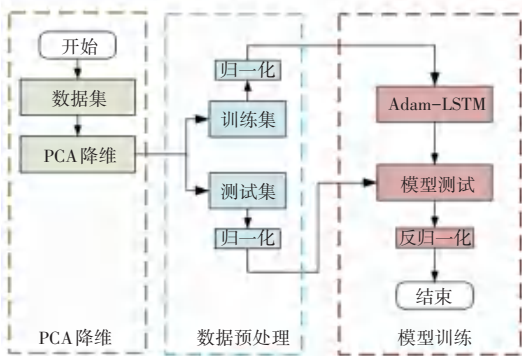 开始
数据集
PCA降维
PCA降维
归一化
训练集
测试集
归一化
数据预处理
Adam-LSTM
模型测试
反归一化
结束
模型训练